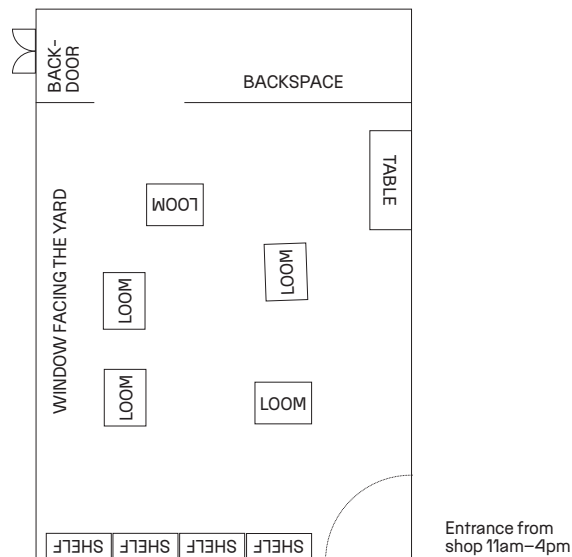 BACK-
DOOR
BACKSPACE
TABLE
WINDOW FACING THE YARD
LOOM
LOOM
LOOM
LOOM
LOOM
SHELF
SHELF
SHELF
SHELF
Entrance from
shop 11am–4pm